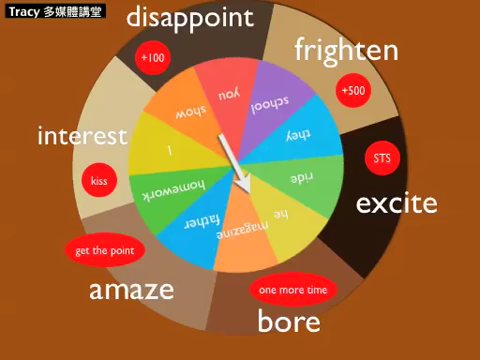 Tracy 多媒體講堂
disappoint
+100
frighten
+500
interest
kiss
STS
excite
get the point
amaze
one more time
bore
you
school
they
ride
he
magazine
father
homework
I
show